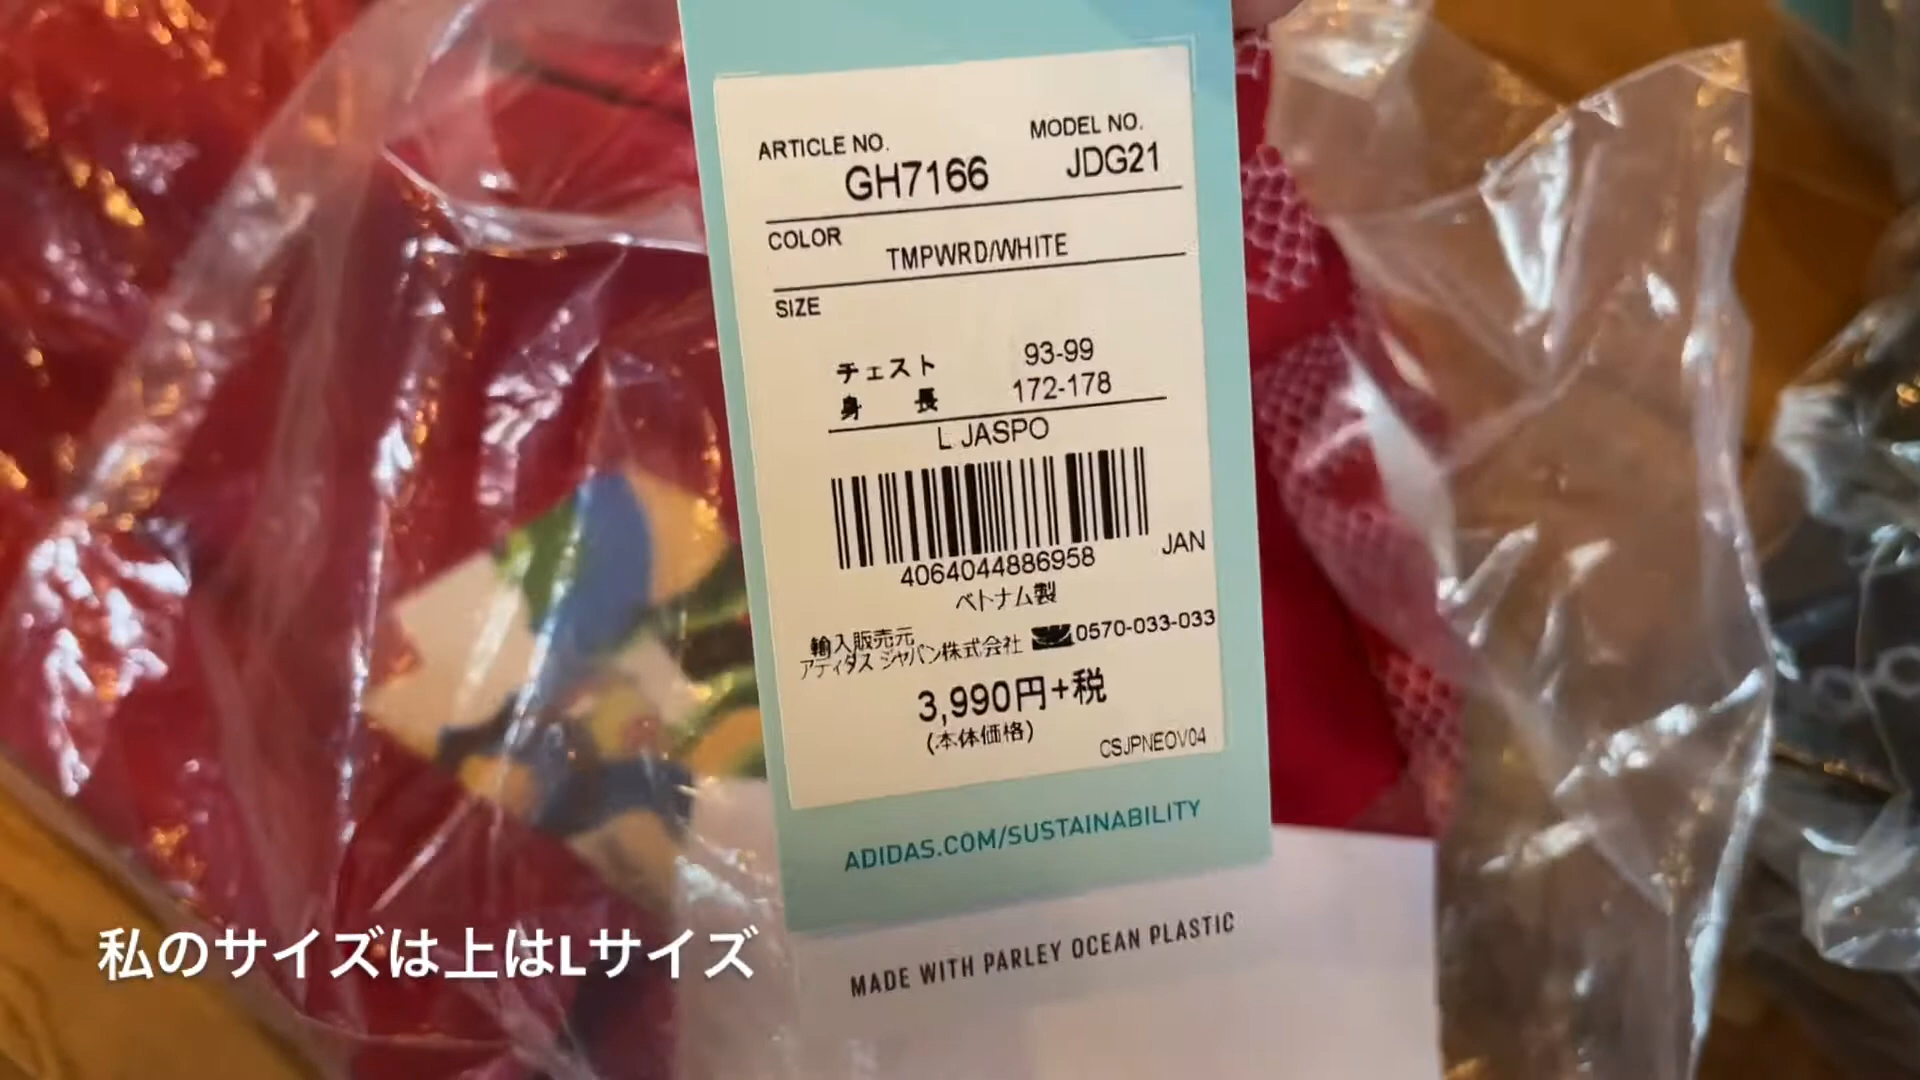 ARTICLE NO. MODEL NO.
GH7166 JDG21
COLOR
TMPWRD/WHITE
SIZE
チェスト 93-99
身長 172-178
L JASPO
4064044886958 JAN
ベトナム製
輸入販売元
アディダス ジャパン株式会社 0570-033-033
3,990円+税
(本体価格)
CSJPNEOV04
ADIDAS.COM/SUSTAINABILITY
MADE WITH PARLEY OCEAN PLASTIC
私のサイズは上はLサイズ